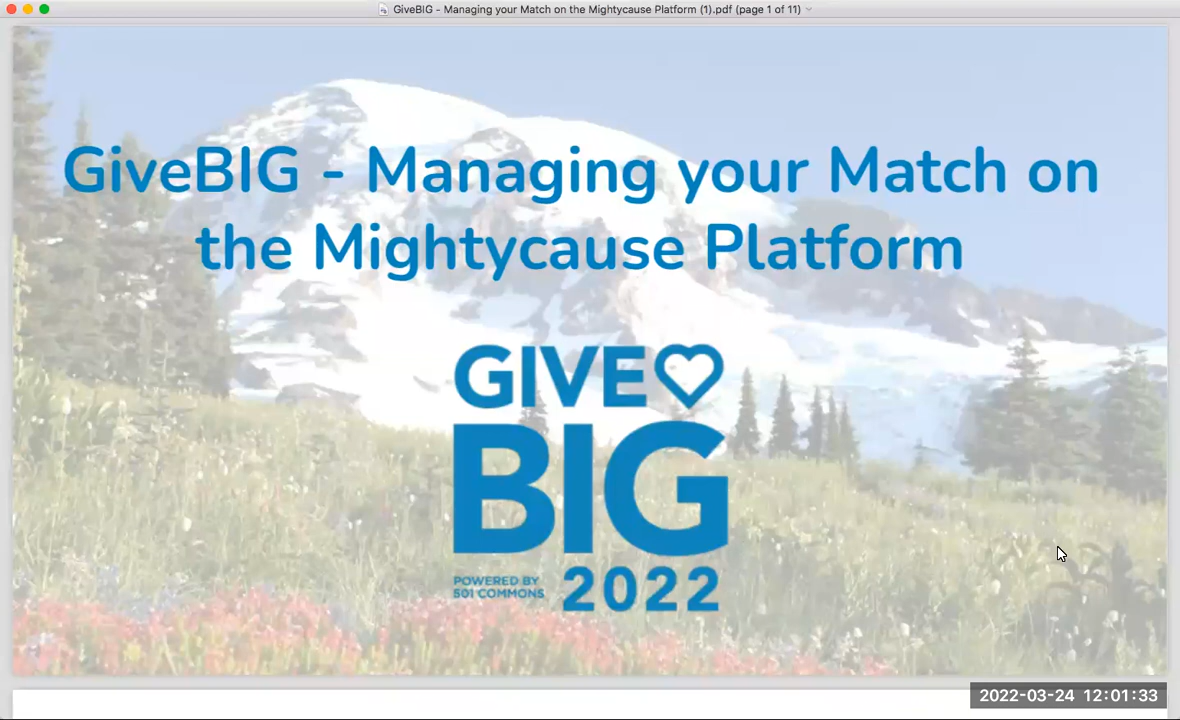 GiveBIG - Managing your Match on the Mightycause Platform (1).pdf (page 1 of 11)
GiveBIG - Managing your Match on
the Mightycause Platform
GIVE
BIG
POWERED BY
501 COMMONS
2022
2022-03-24 12:01:33